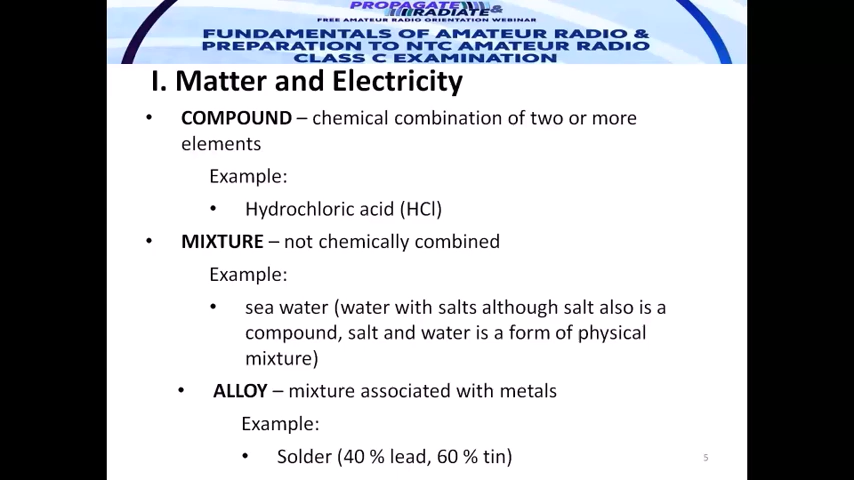 PROPAGATE &
RADIATE
FREE AMATEUR RADIO ORIENTATION WEBINAR
FUNDAMENTALS OF AMATEUR RADIO &
PREPARATION TO NTC AMATEUR RADIO
CLASS C EXAMINATION
I. Matter and Electricity
• COMPOUND – chemical combination of two or more
elements
Example:
• Hydrochloric acid (HCl)
• MIXTURE – not chemically combined
Example:
• sea water (water with salts although salt also is a
compound, salt and water is a form of physical
mixture)
• ALLOY – mixture associated with metals
Example:
• Solder (40 % lead, 60 % tin)
5